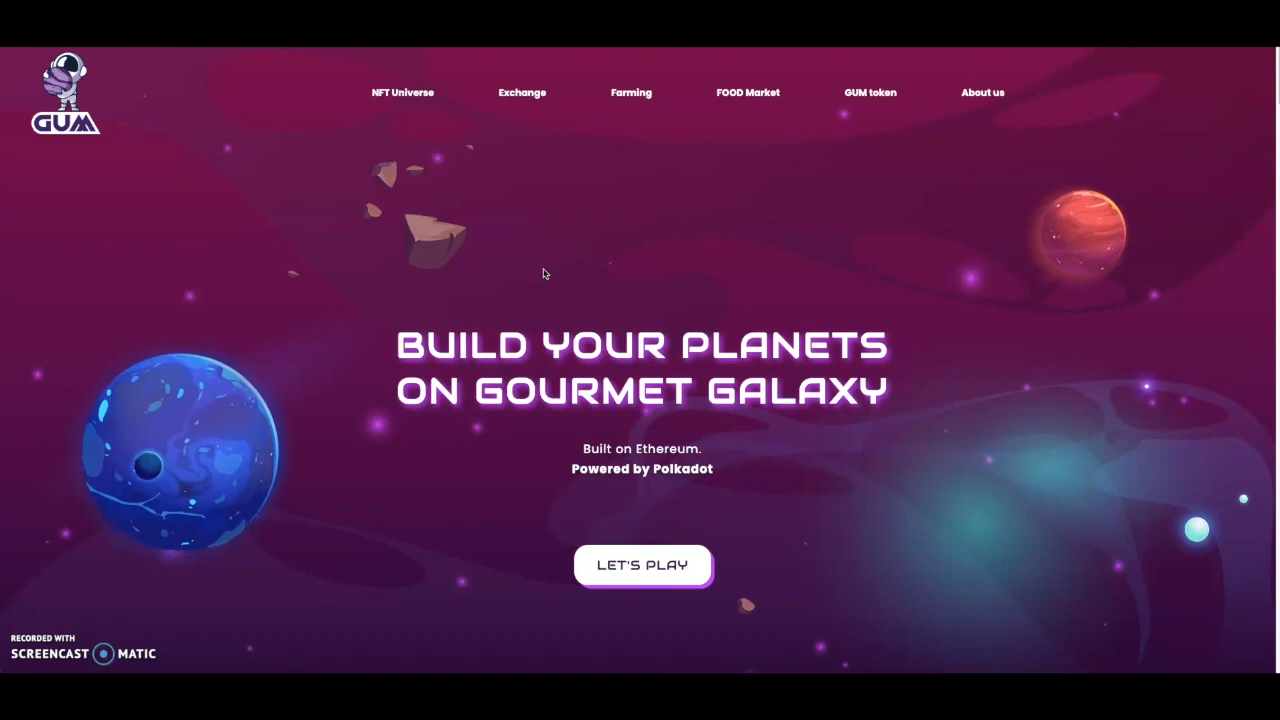 GUM
NFT Universe
Exchange
Farming
FOOD Market
GUM token
About us
BUILD YOUR PLANETS
ON GOURMET GALAXY
Built on Ethereum.
Powered by Polkadot
LET'S PLAY
RECORDED WITH
SCREENCAST MATIC